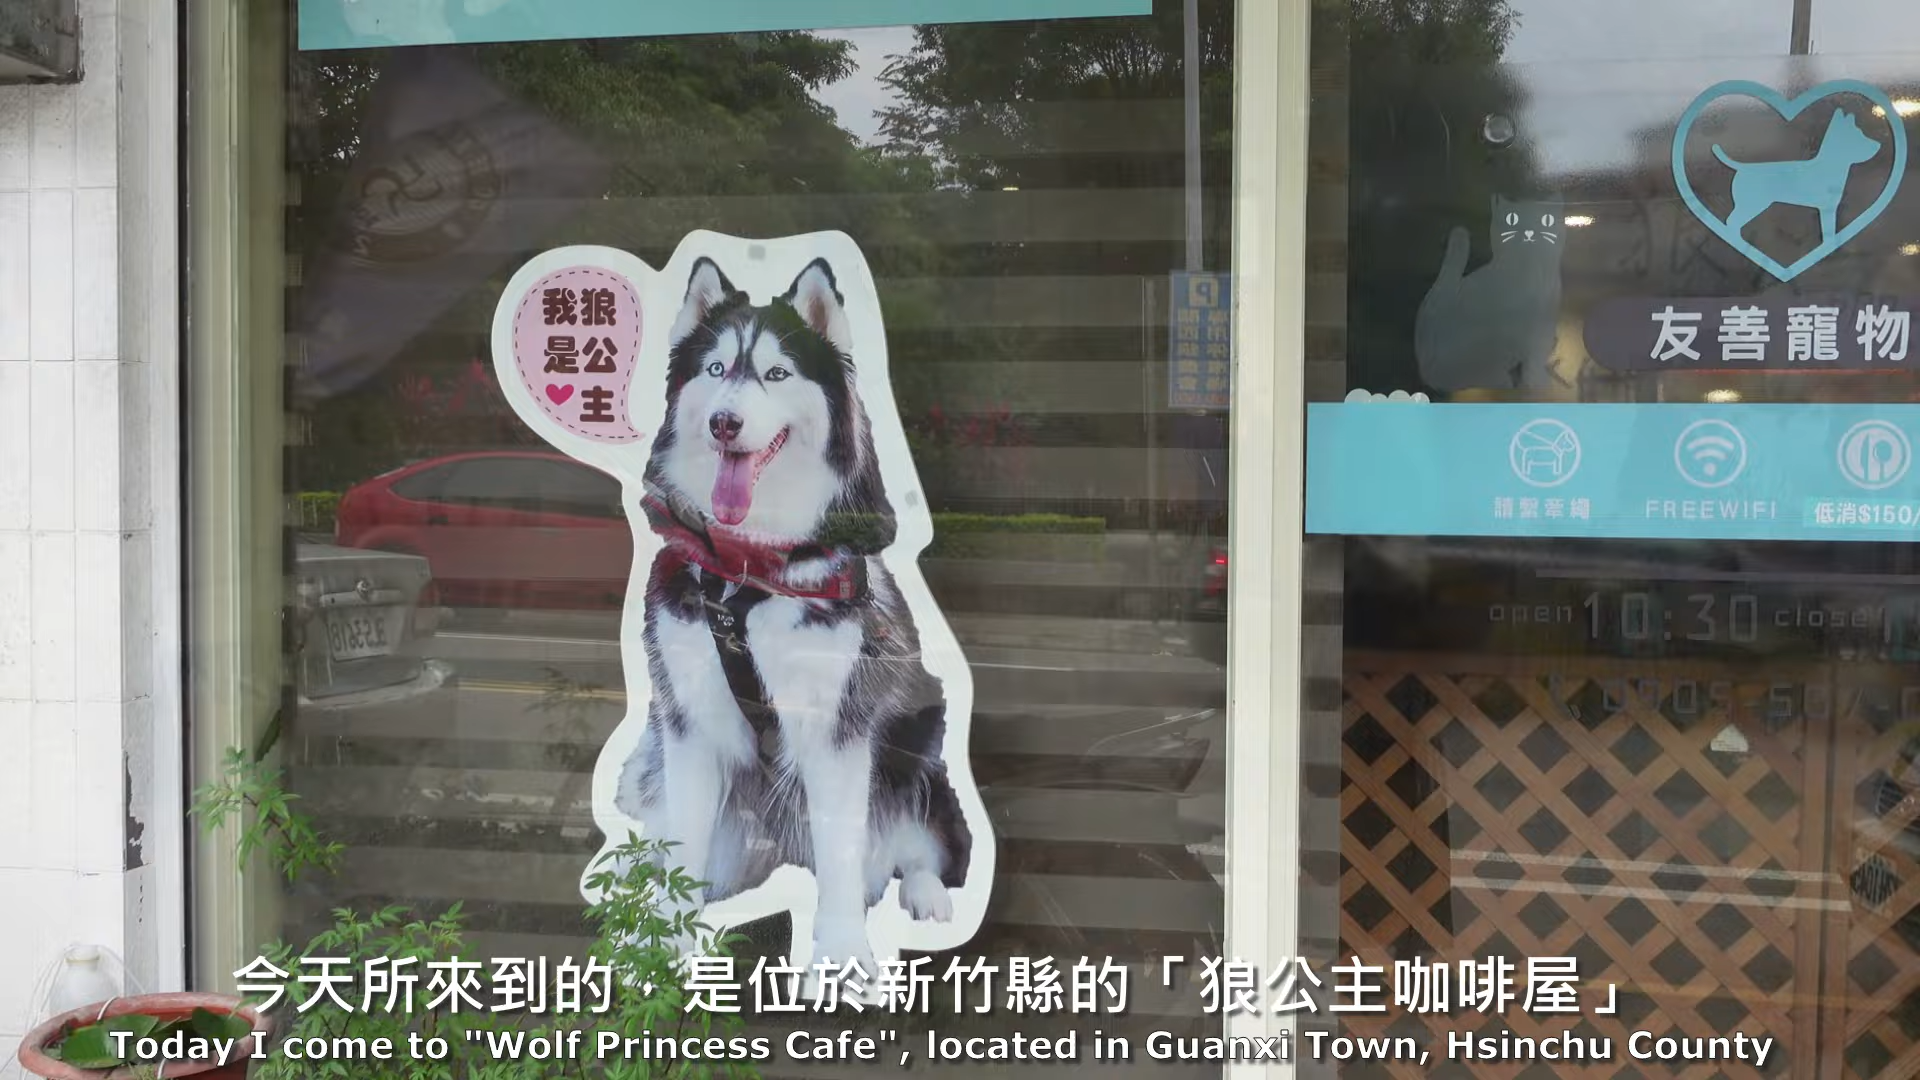 我是
狼公主
友善寵物
請繫牽繩
FREE WIFI
低消$150/
open 10:30 close
今天所來到的，是位於新竹縣的「狼公主咖啡屋」
Today I come to "Wolf Princess Cafe", located in Guanxi Town, Hsinchu County